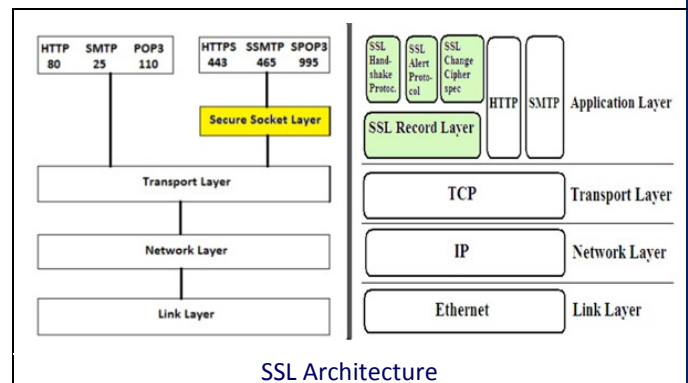 HTTP SMTP POP3
80 25 110
HTTPS SSMTP SPOP3
443 465 995
Secure Socket Layer
Transport Layer
Network Layer
Link Layer
SSL
Hand-
shake
Protoc.
SSL
Alert
Proto-
col
SSL
Change
Cipher
spec
HTTP
SMTP
Application Layer
SSL Record Layer
TCP
Transport Layer
IP
Network Layer
Ethernet
Link Layer
SSL Architecture